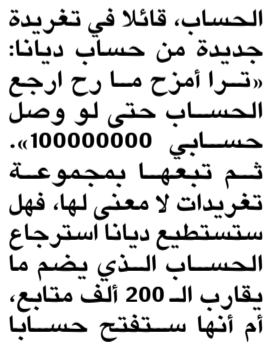 الحساب، قائلا في تغريدة
جديدة من حساب ديانا:
«ترا أمزح ما رح ارجع
الحساب حتى لو وصل
حسابي 100000000».
ثم تبعها بمجموعة
تغريدات لا معنى لها، فهل
ستستطيع ديانا استرجاع
الحساب الذي يضم ما
يقارب الـ 200 ألف متابع،
أم أنها ستفتح حسابا